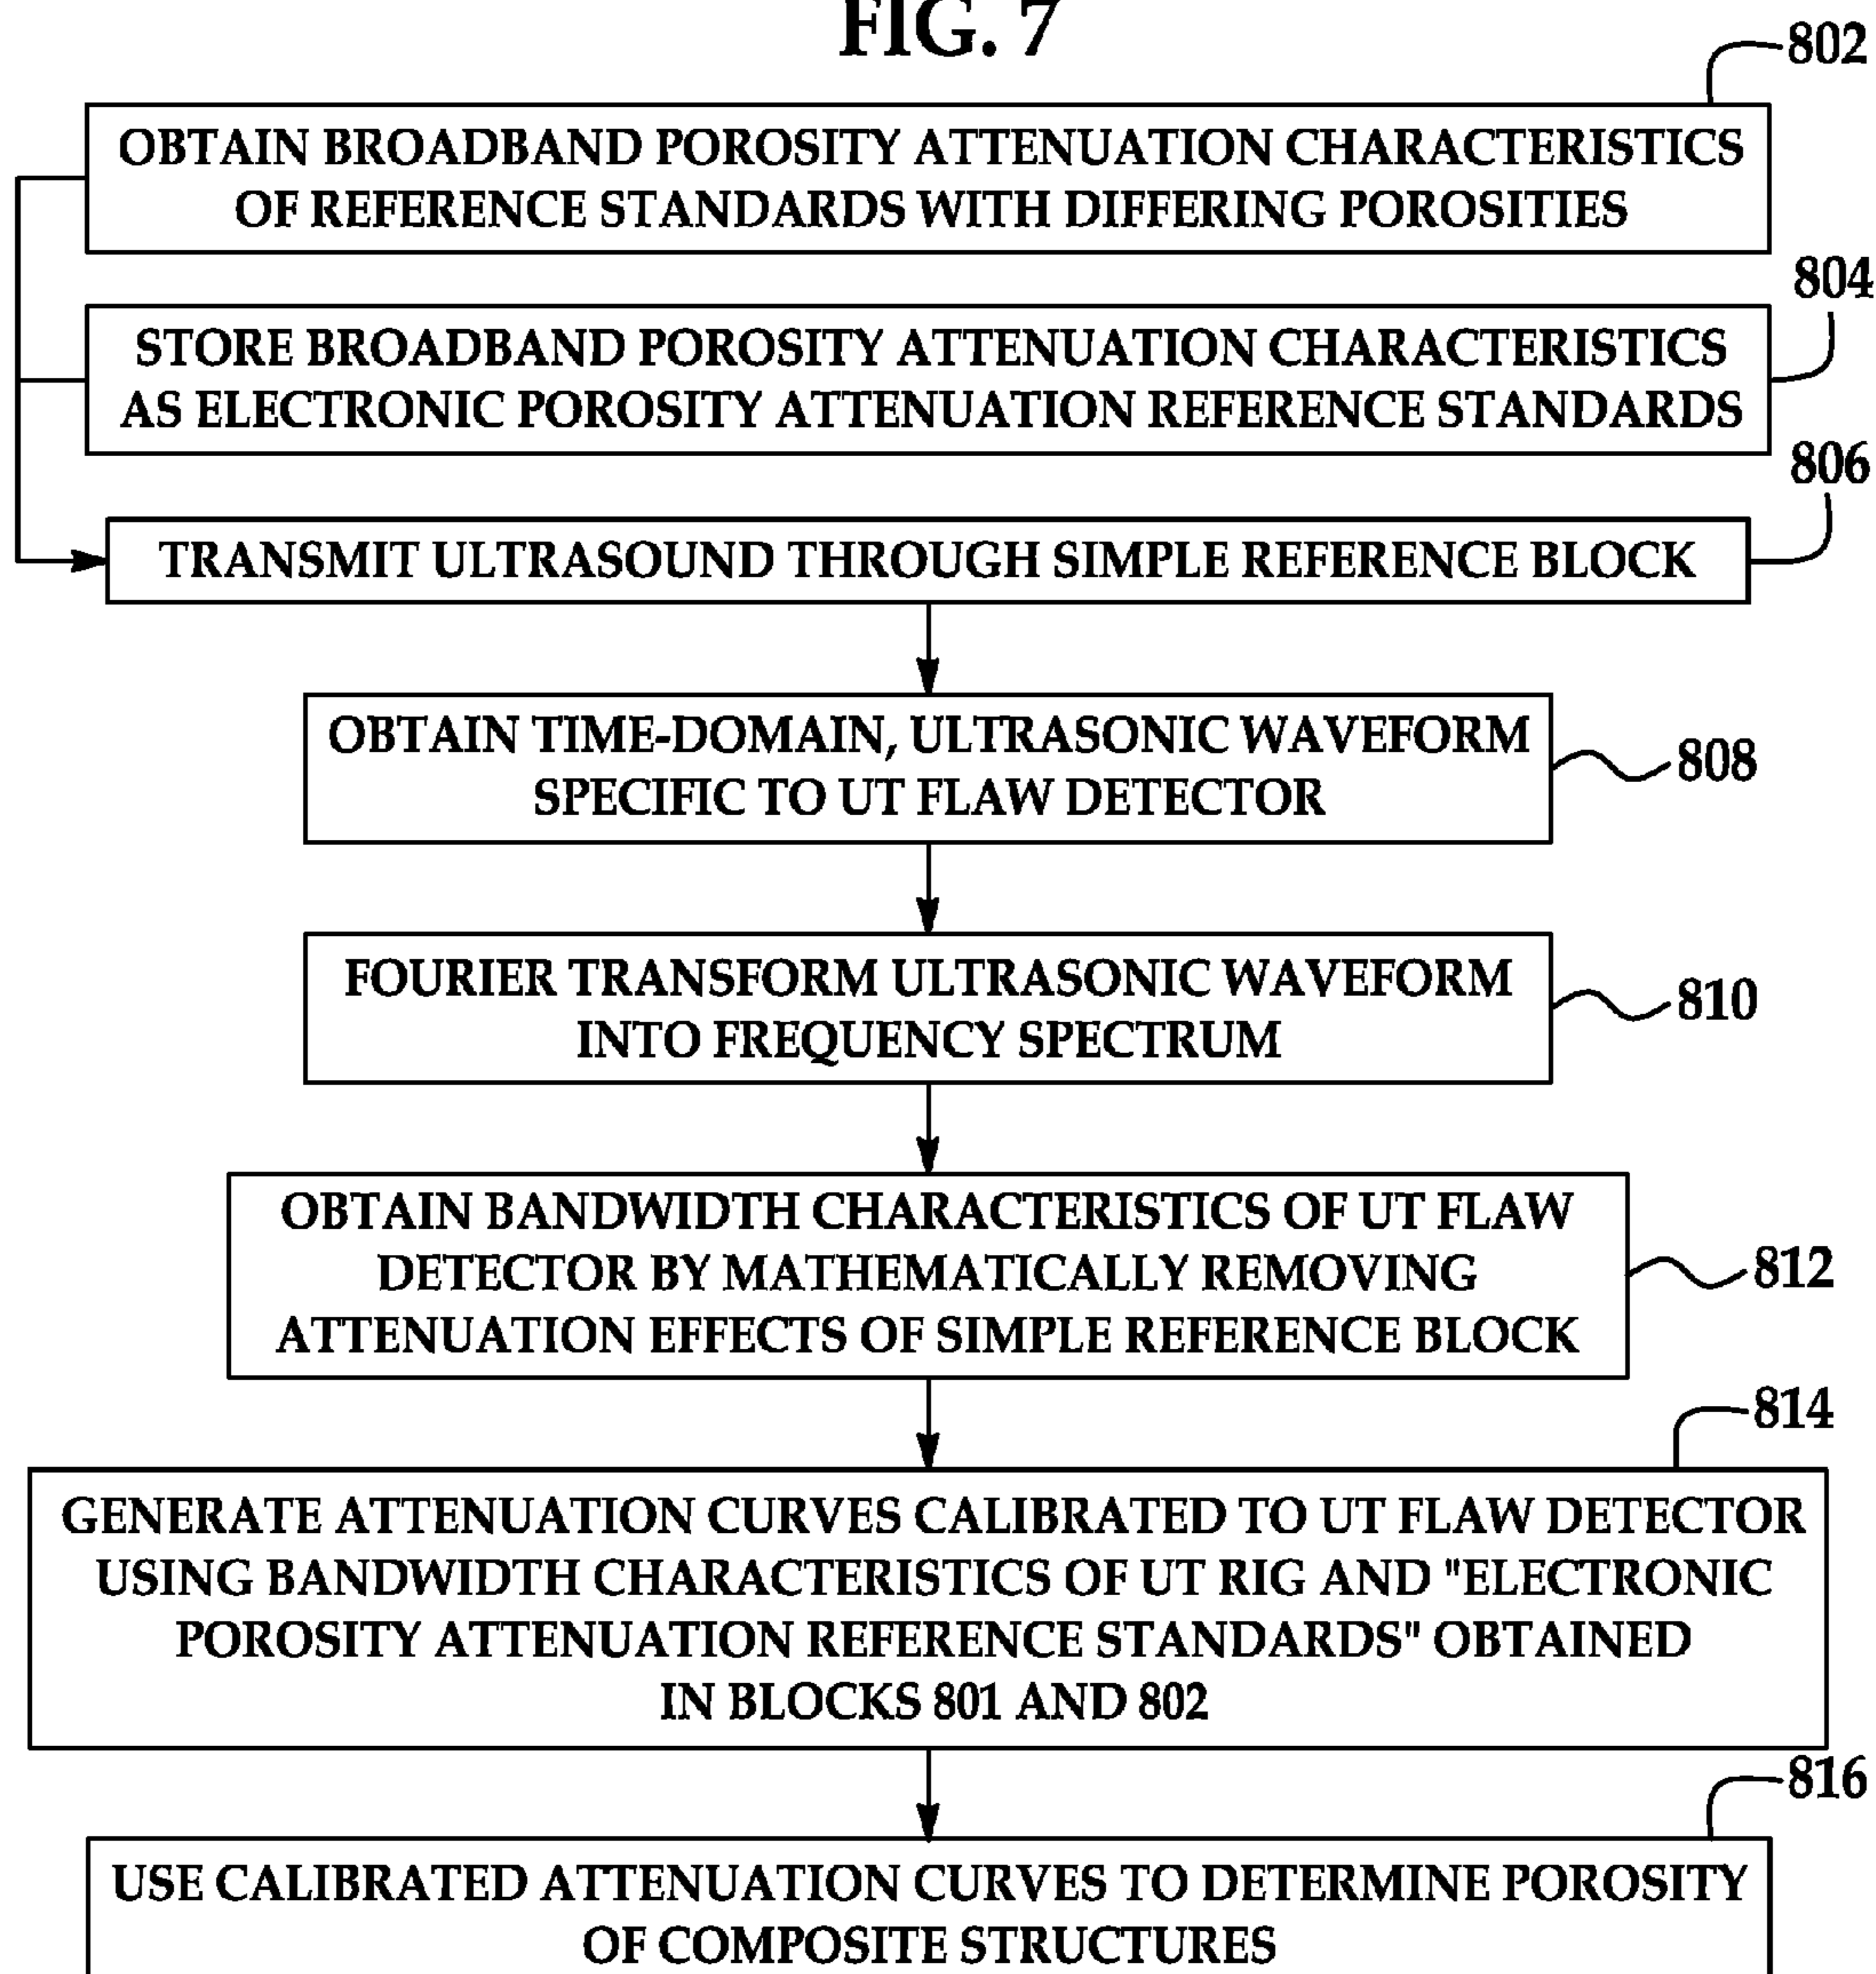 FIG. 7
802
OBTAIN BROADBAND POROSITY ATTENUATION CHARACTERISTICS
OF REFERENCE STANDARDS WITH DIFFERING POROSITIES
804
STORE BROADBAND POROSITY ATTENUATION CHARACTERISTICS
AS ELECTRONIC POROSITY ATTENUATION REFERENCE STANDARDS
806
TRANSMIT ULTRASOUND THROUGH SIMPLE REFERENCE BLOCK
OBTAIN TIME-DOMAIN, ULTRASONIC WAVEFORM
SPECIFIC TO UT FLAW DETECTOR
808
FOURIER TRANSFORM ULTRASONIC WAVEFORM
INTO FREQUENCY SPECTRUM
810
OBTAIN BANDWIDTH CHARACTERISTICS OF UT FLAW
DETECTOR BY MATHEMATICALLY REMOVING
ATTENUATION EFFECTS OF SIMPLE REFERENCE BLOCK
812
814
GENERATE ATTENUATION CURVES CALIBRATED TO UT FLAW DETECTOR
USING BANDWIDTH CHARACTERISTICS OF UT RIG AND "ELECTRONIC
POROSITY ATTENUATION REFERENCE STANDARDS" OBTAINED
IN BLOCKS 801 AND 802
816
USE CALIBRATED ATTENUATION CURVES TO DETERMINE POROSITY
OF COMPOSITE STRUCTURES